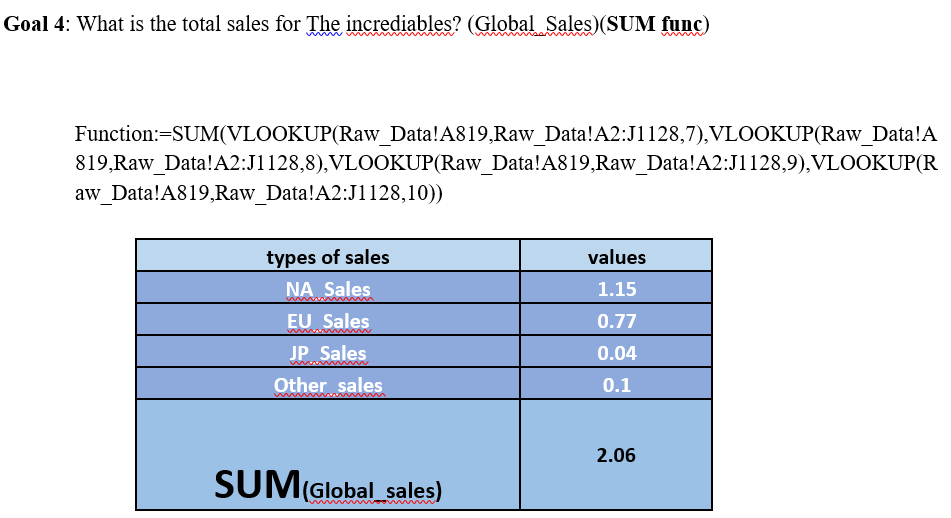 Goal 4: What is the total sales for The incrediables? (Global_Sales)(SUM func)
Function:=SUM(VLOOKUP(Raw_Data!A819,Raw_Data!A2:J1128,7),VLOOKUP(Raw_Data!A
819,Raw_Data!A2:J1128,8),VLOOKUP(Raw_Data!A819,Raw_Data!A2:J1128,9),VLOOKUP(R
aw_Data!A819,Raw_Data!A2:J1128,10))
types of sales values
NA_Sales 1.15
EU_Sales 0.77
JP_Sales 0.04
Other_sales 0.1
SUM(Global_sales) 2.06